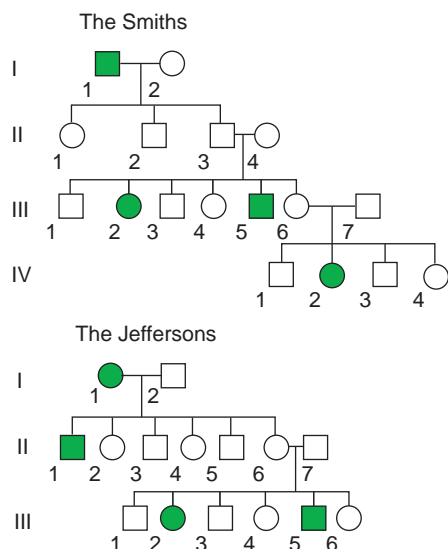 The Smiths
I
1 2
II
1 2 3 4
III
1 2 3 4 5 6 7
IV
1 2 3 4
The Jeffersons
I
1 2
II
1 2 3 4 5 6 7
III
1 2 3 4 5 6